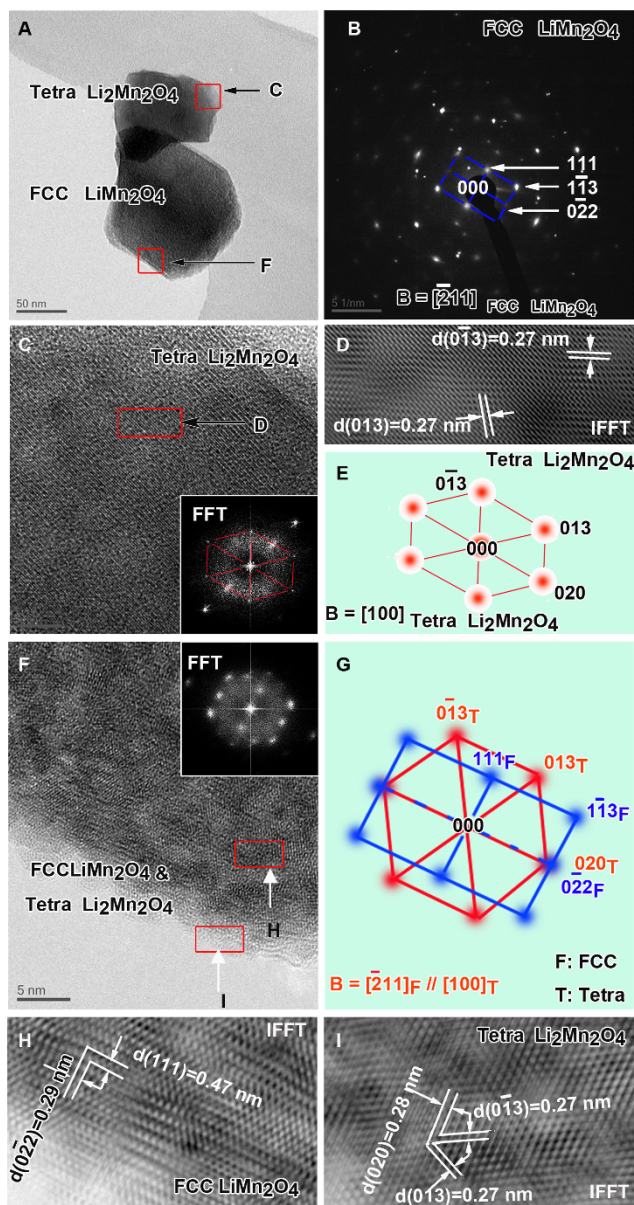 A
Tetra Li2Mn2O4
C
FCC LiMn2O4
F
50 nm
B
FCC LiMn2O4
111
000
11̄3
02̄2
B = [2̄11]
FCC LiMn2O4
5 1/nm
C
Tetra Li2Mn2O4
D
FFT
D
d(01̄3)=0.27 nm
d(013)=0.27 nm
IFFT
E
Tetra Li2Mn2O4
01̄3
013
000
020
B = [100]
Tetra Li2Mn2O4
F
FFT
FCCLiMn2O4 &
Tetra Li2Mn2O4
H
I
5 nm
G
01̄3T
111F
013T
11̄3F
000
020T
02̄2F
B = [2̄11]F // [100]T
F: FCC
T: Tetra
H
IFFT
d(111)=0.47 nm
d(02̄2)=0.29 nm
FCC LiMn2O4
I
Tetra Li2Mn2O4
d(020)=0.28 nm
d(01̄3)=0.27 nm
d(013)=0.27 nm
IFFT